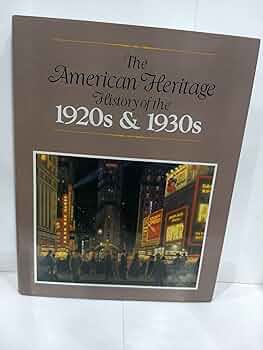 The
American Heritage
History of the
1920s & 1930s